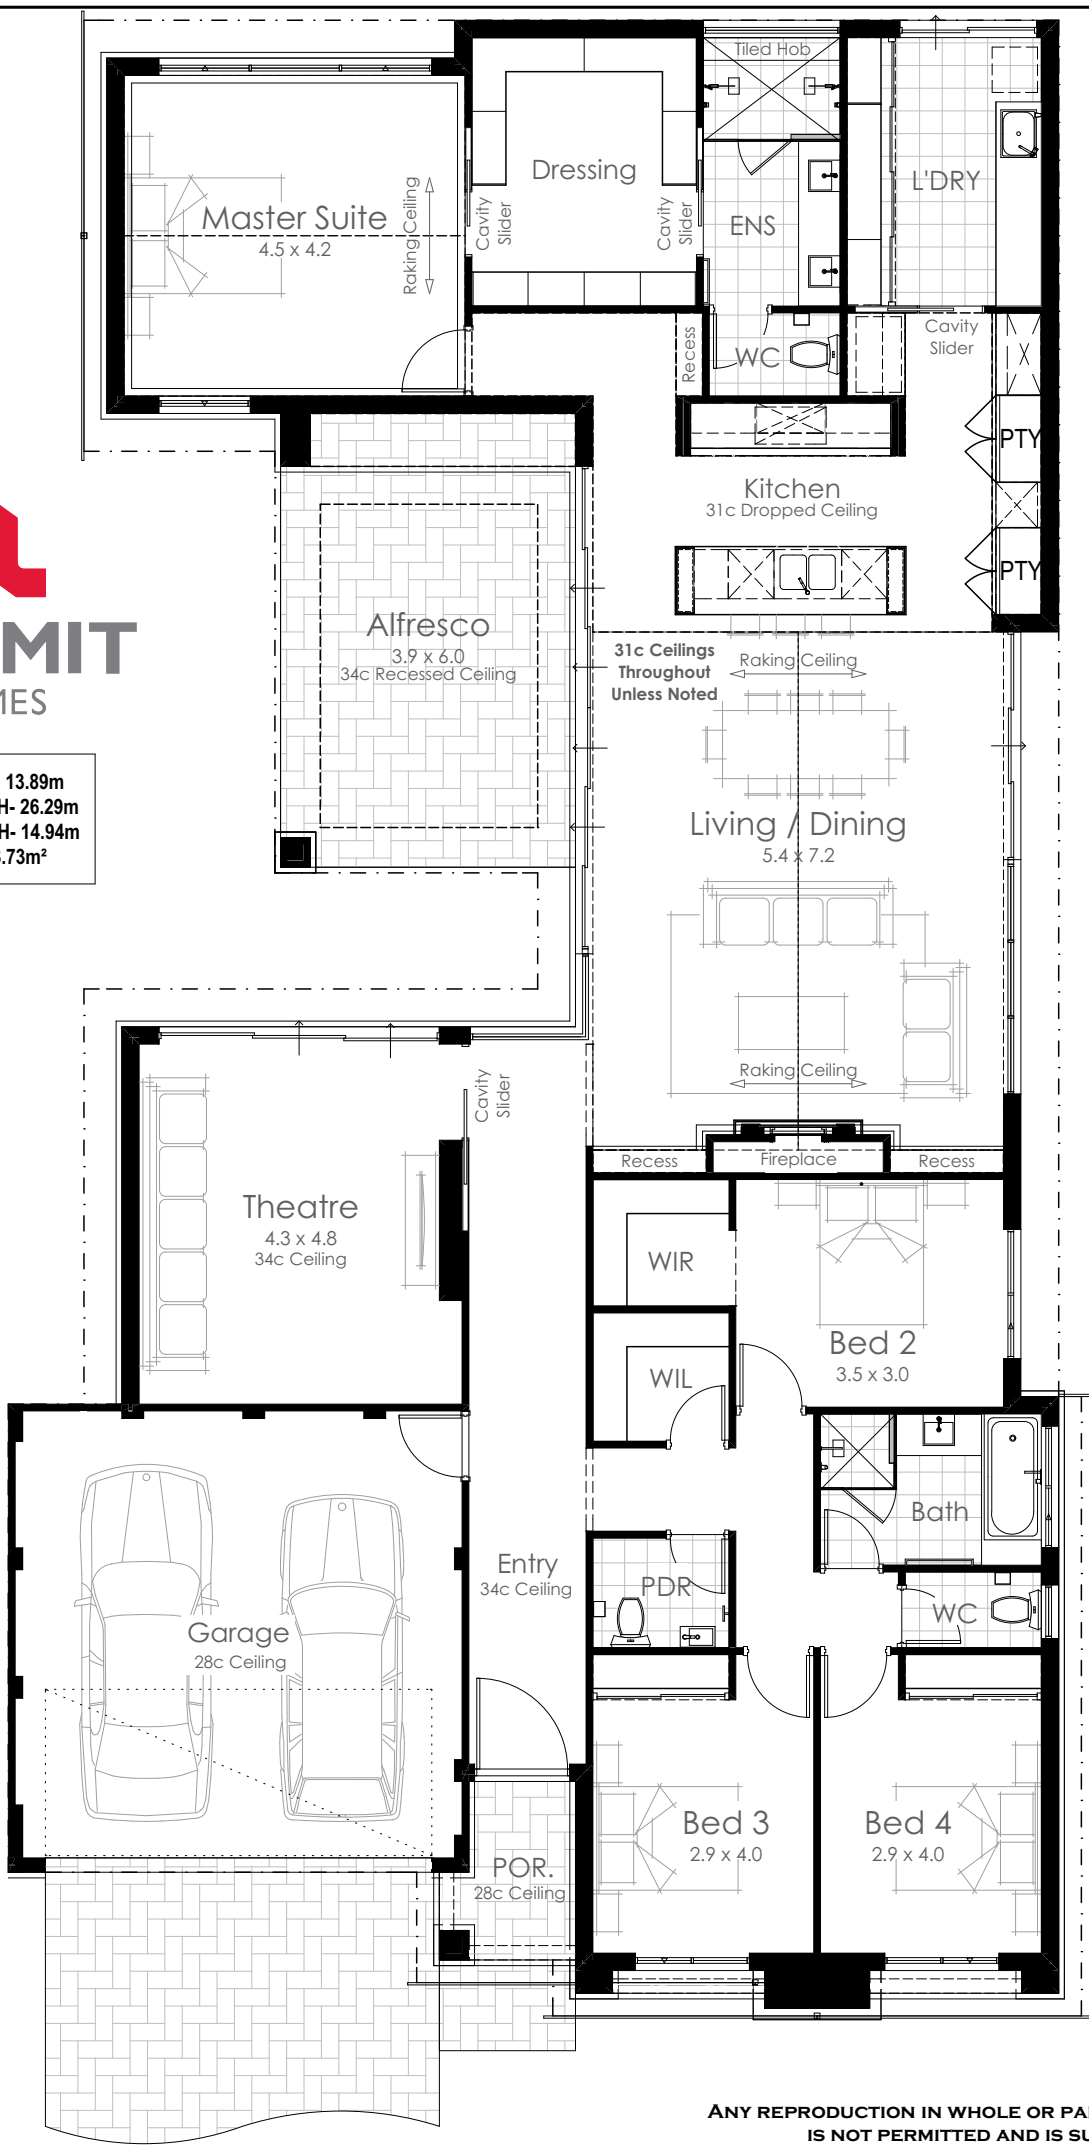 Tiled Hob
Dressing
L'DRY
Master Suite
4.5 x 4.2
Raking Ceiling
Cavity
Slider
Cavity
Slider
ENS
WC
Recess
Cavity
Slider
PTY
Kitchen
31c Dropped Ceiling
PTY
Alfresco
3.9 x 6.0
34c Recessed Ceiling
31c Ceilings
Throughout
Unless Noted
Raking Ceiling
13.89m
H- 26.29m
H- 14.94m
.73m²
Living / Dining
5.4 x 7.2
Raking Ceiling
Cavity
Slider
Recess
Fireplace
Recess
Theatre
4.3 x 4.8
34c Ceiling
WIR
Bed 2
3.5 x 3.0
WIL
Bath
Entry
34c Ceiling
PDR
WC
Garage
28c Ceiling
Bed 3
2.9 x 4.0
Bed 4
2.9 x 4.0
POR.
28c Ceiling
ANY REPRODUCTION IN WHOLE OR
IS NOT PERMITTED AND IS